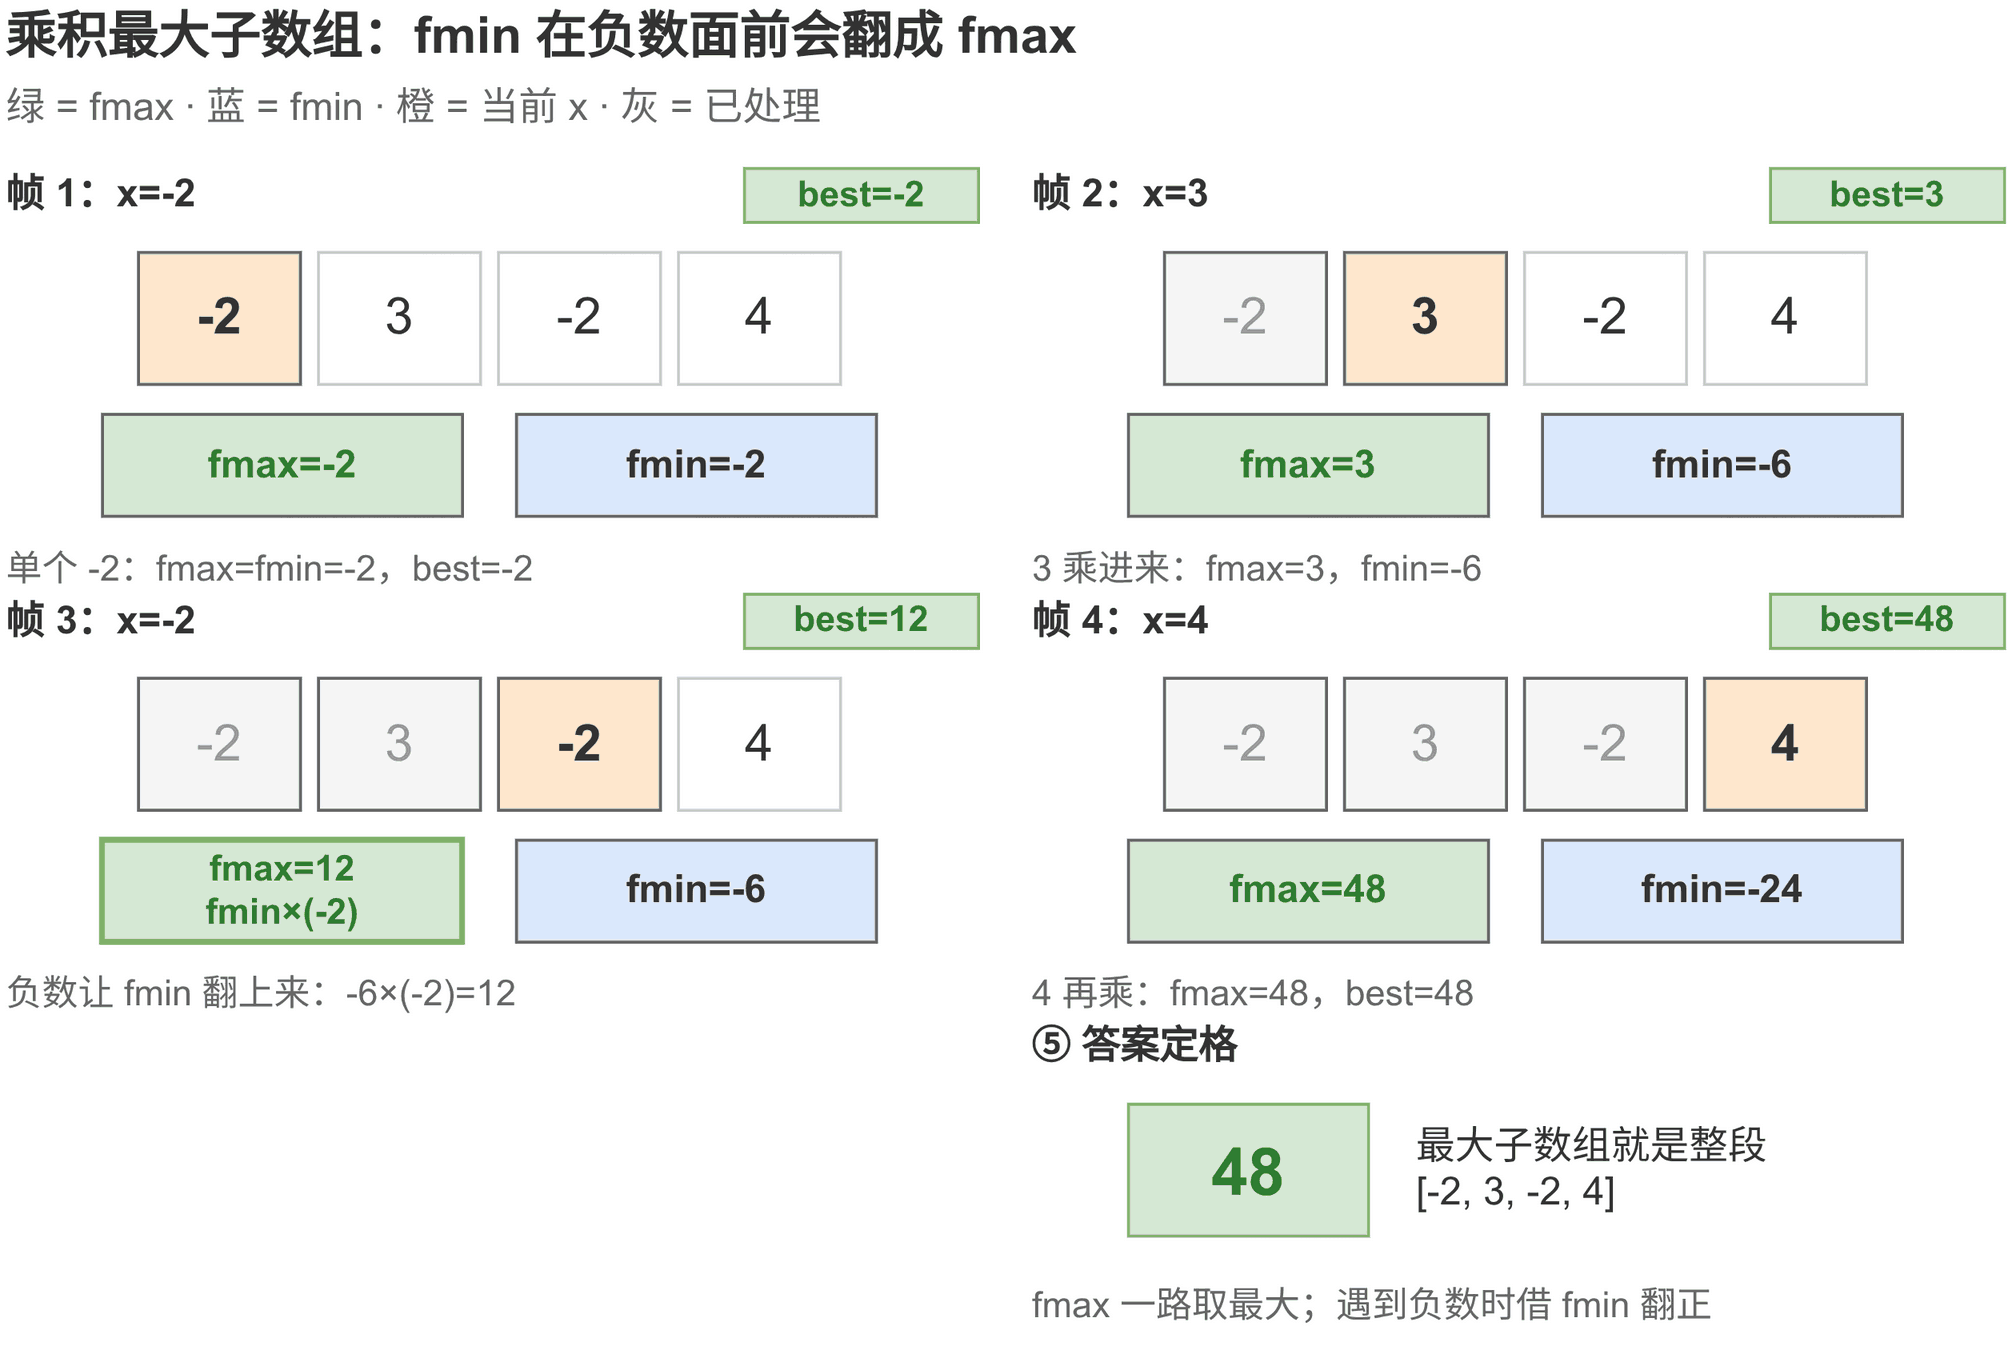 乘积最大子数组：fmin 在负数面前会翻成 fmax
绿 = fmax · 蓝 = fmin · 橙 = 当前 x · 灰 = 已处理
帧 1：x=-2
best=-2
-2
3
-2
4
fmax=-2
fmin=-2
单个 -2：fmax=fmin=-2，best=-2
帧 2：x=3
best=3
-2
3
-2
4
fmax=3
fmin=-6
3 乘进来：fmax=3，fmin=-6
帧 3：x=-2
best=12
-2
3
-2
4
fmax=12
fmin×(-2)
fmin=-6
负数让 fmin 翻上来：-6×(-2)=12
帧 4：x=4
best=48
-2
3
-2
4
fmax=48
fmin=-24
4 再乘：fmax=48，best=48
⑤ 答案定格
48
最大子数组就是整段
[-2, 3, -2, 4]
fmax 一路取最大；遇到负数时借 fmin 翻正